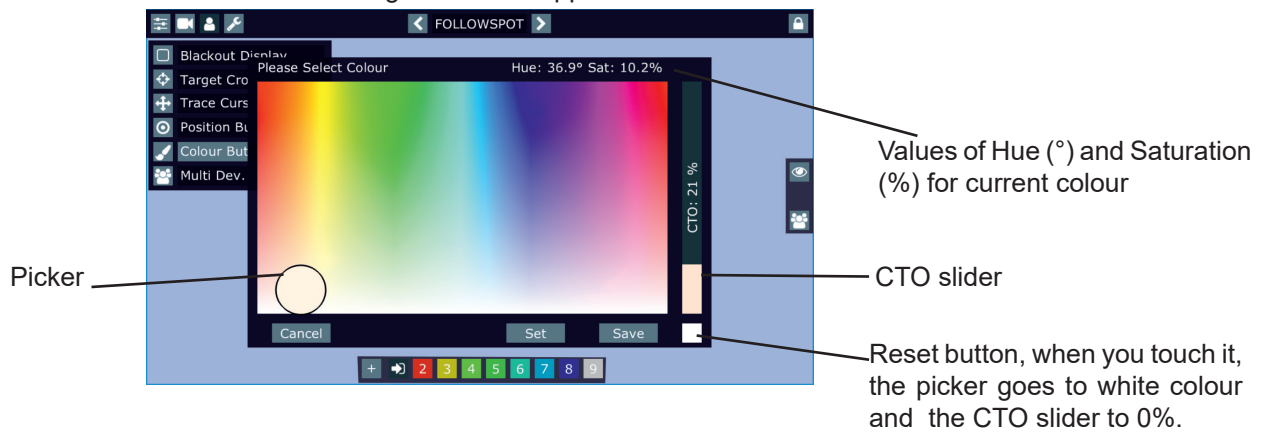 FOLLOWSPOT
Blackout Display
Please Select Colour
Hue: 36.9° Sat: 10.2%
Target Cro
Trace Curs
Position Bu
Colour But
Multi Dev.
CTO: 21 %
Values of Hue (°) and Saturation
(%) for current colour
Picker
CTO slider
Cancel
Set
Save
Reset button, when you touch it,
the picker goes to white colour
and the CTO slider to 0%.
+ 2 3 4 5 6 7 8 9